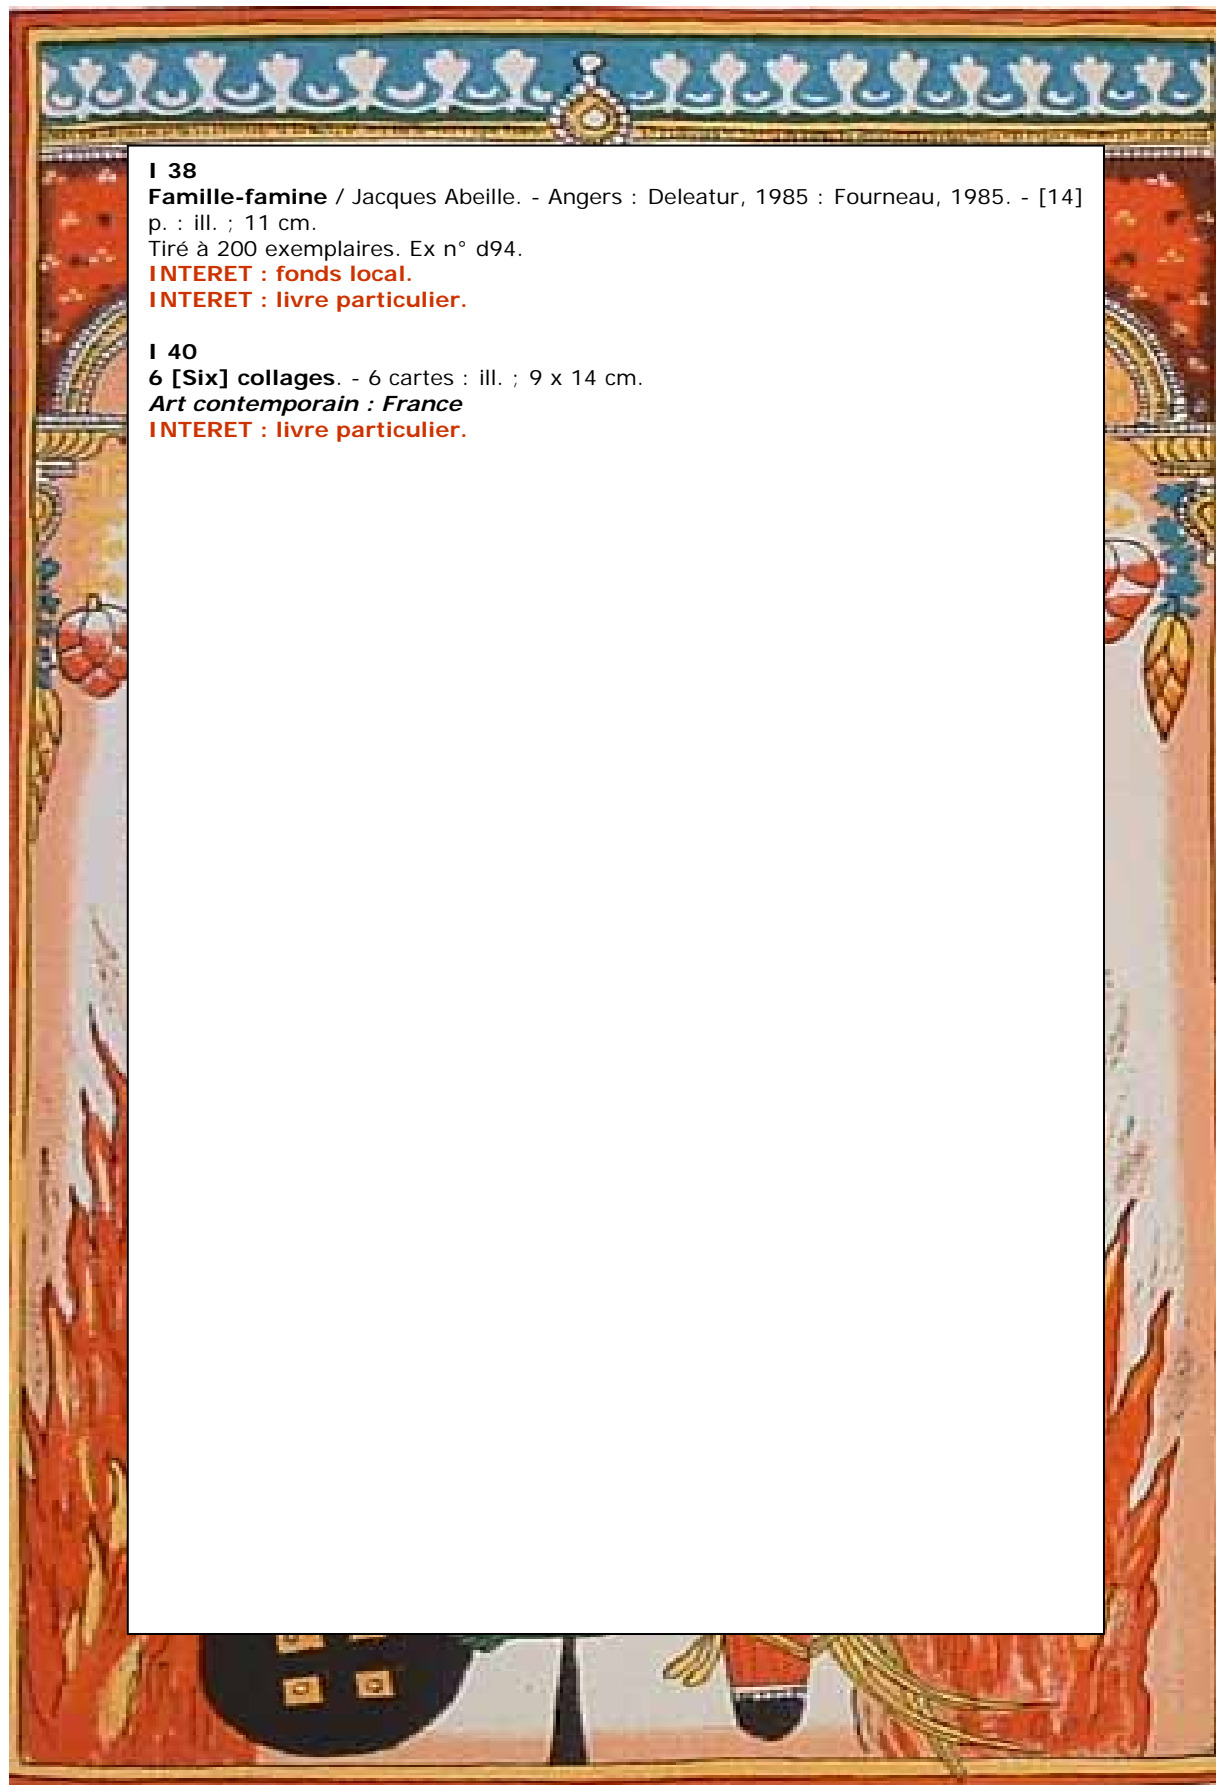 I 38
Famille-famine / Jacques Abeille. - Angers : Deleatur, 1985 : Fourneau, 1985. - [14]
p. : ill. ; 11 cm.
Tiré à 200 exemplaires. Ex n° d94.
INTERET : fonds local.
INTERET : livre particulier.
I 40
6 [Six] collages. - 6 cartes : ill. ; 9 x 14 cm.
Art contemporain : France
INTERET : livre particulier.